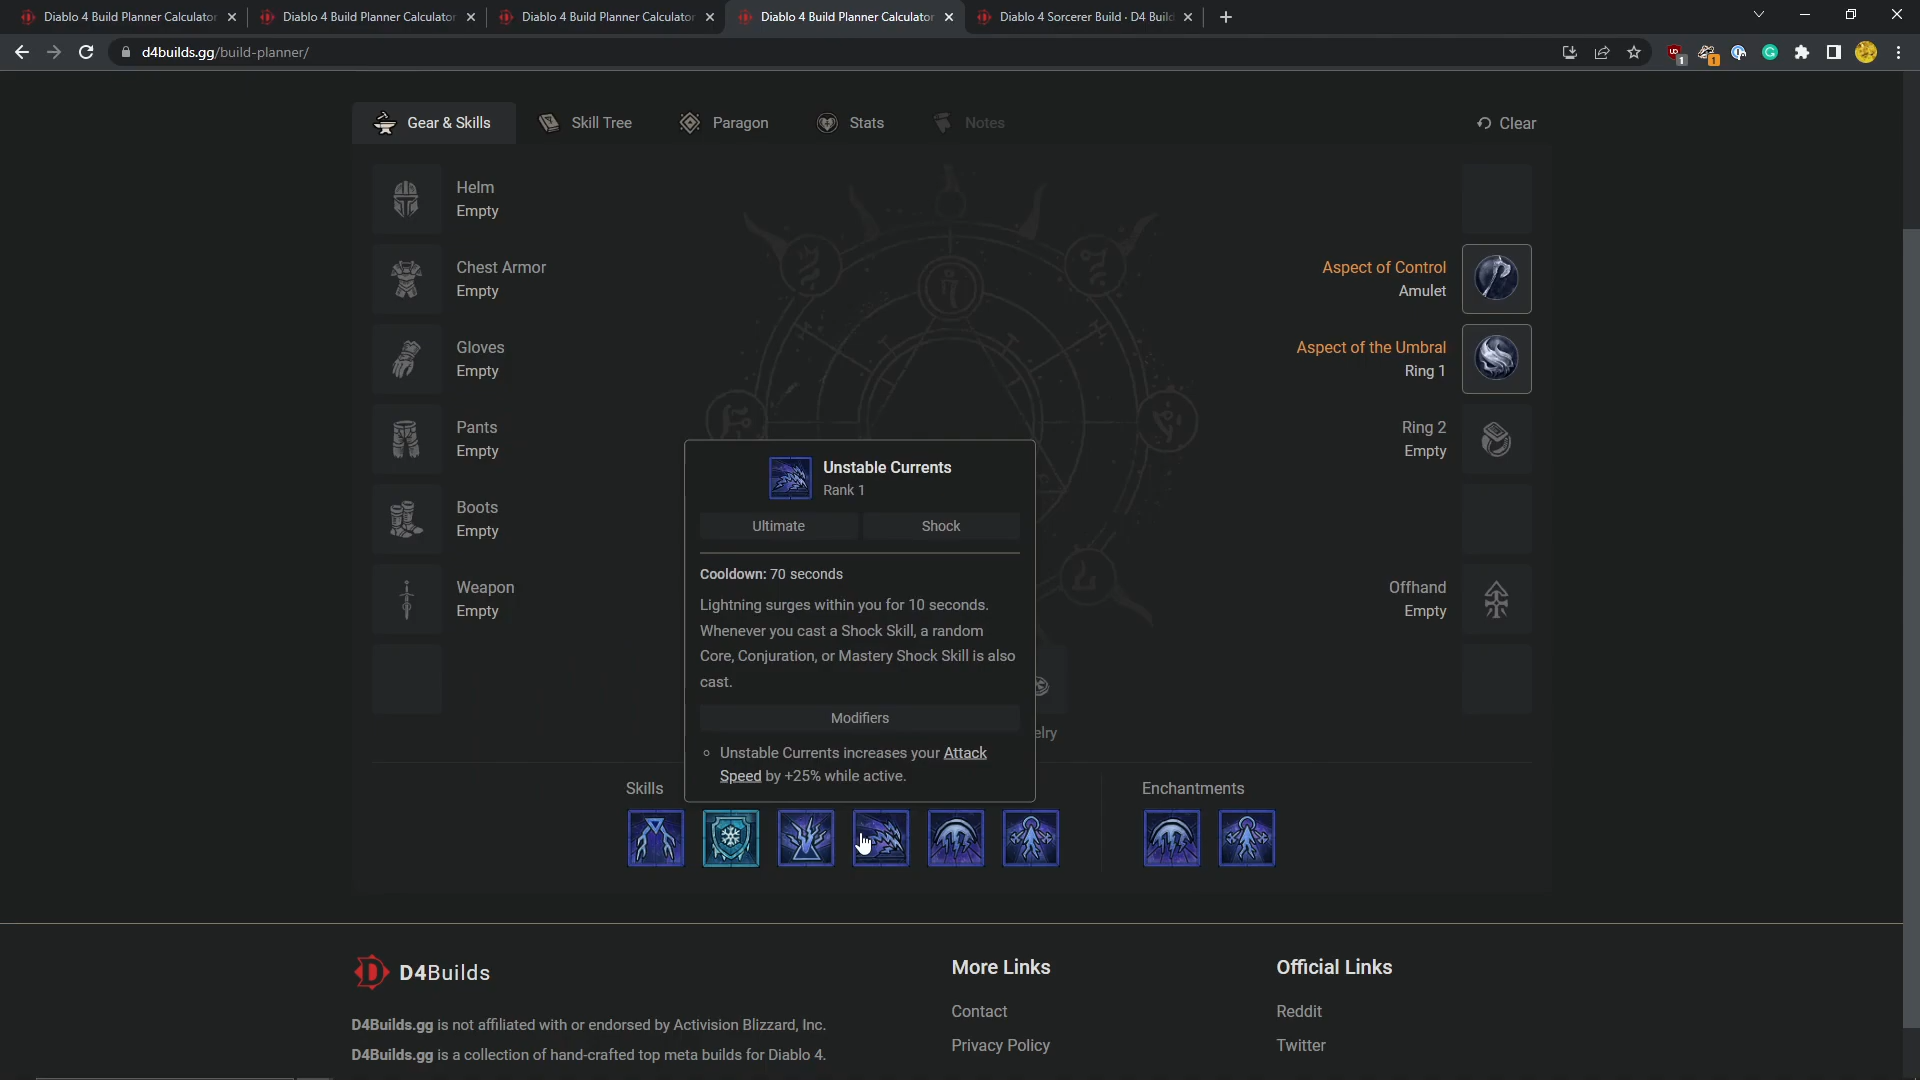 Diablo 4 Build Planner Calculator
Diablo 4 Build Planner Calculator
Diablo 4 Build Planner Calculator
Diablo 4 Build Planner Calculator
Diablo 4 Sorcerer Build · D4 Build
d4builds.gg/build-planner/
1
1
Gear & Skills
Skill Tree
Paragon
Stats
Notes
Clear
Helm
Empty
Chest Armor
Empty
Gloves
Empty
Pants
Empty
Boots
Empty
Weapon
Empty
Aspect of Control
Amulet
Aspect of the Umbral
Ring 1
Ring 2
Empty
Offhand
Empty
Unstable Currents
Rank 1
Ultimate
Shock
Cooldown: 70 seconds
Lightning surges within you for 10 seconds.
Whenever you cast a Shock Skill, a random
Core, Conjuration, or Mastery Shock Skill is also
cast.
Modifiers
Unstable Currents increases your Attack
Speed by +25% while active.
elry
Skills
Enchantments
D4Builds
D4Builds.gg is not affiliated with or endorsed by Activision Blizzard, Inc.
D4Builds.gg is a collection of hand-crafted top meta builds for Diablo 4.
More Links
Contact
Privacy Policy
Official Links
Reddit
Twitter